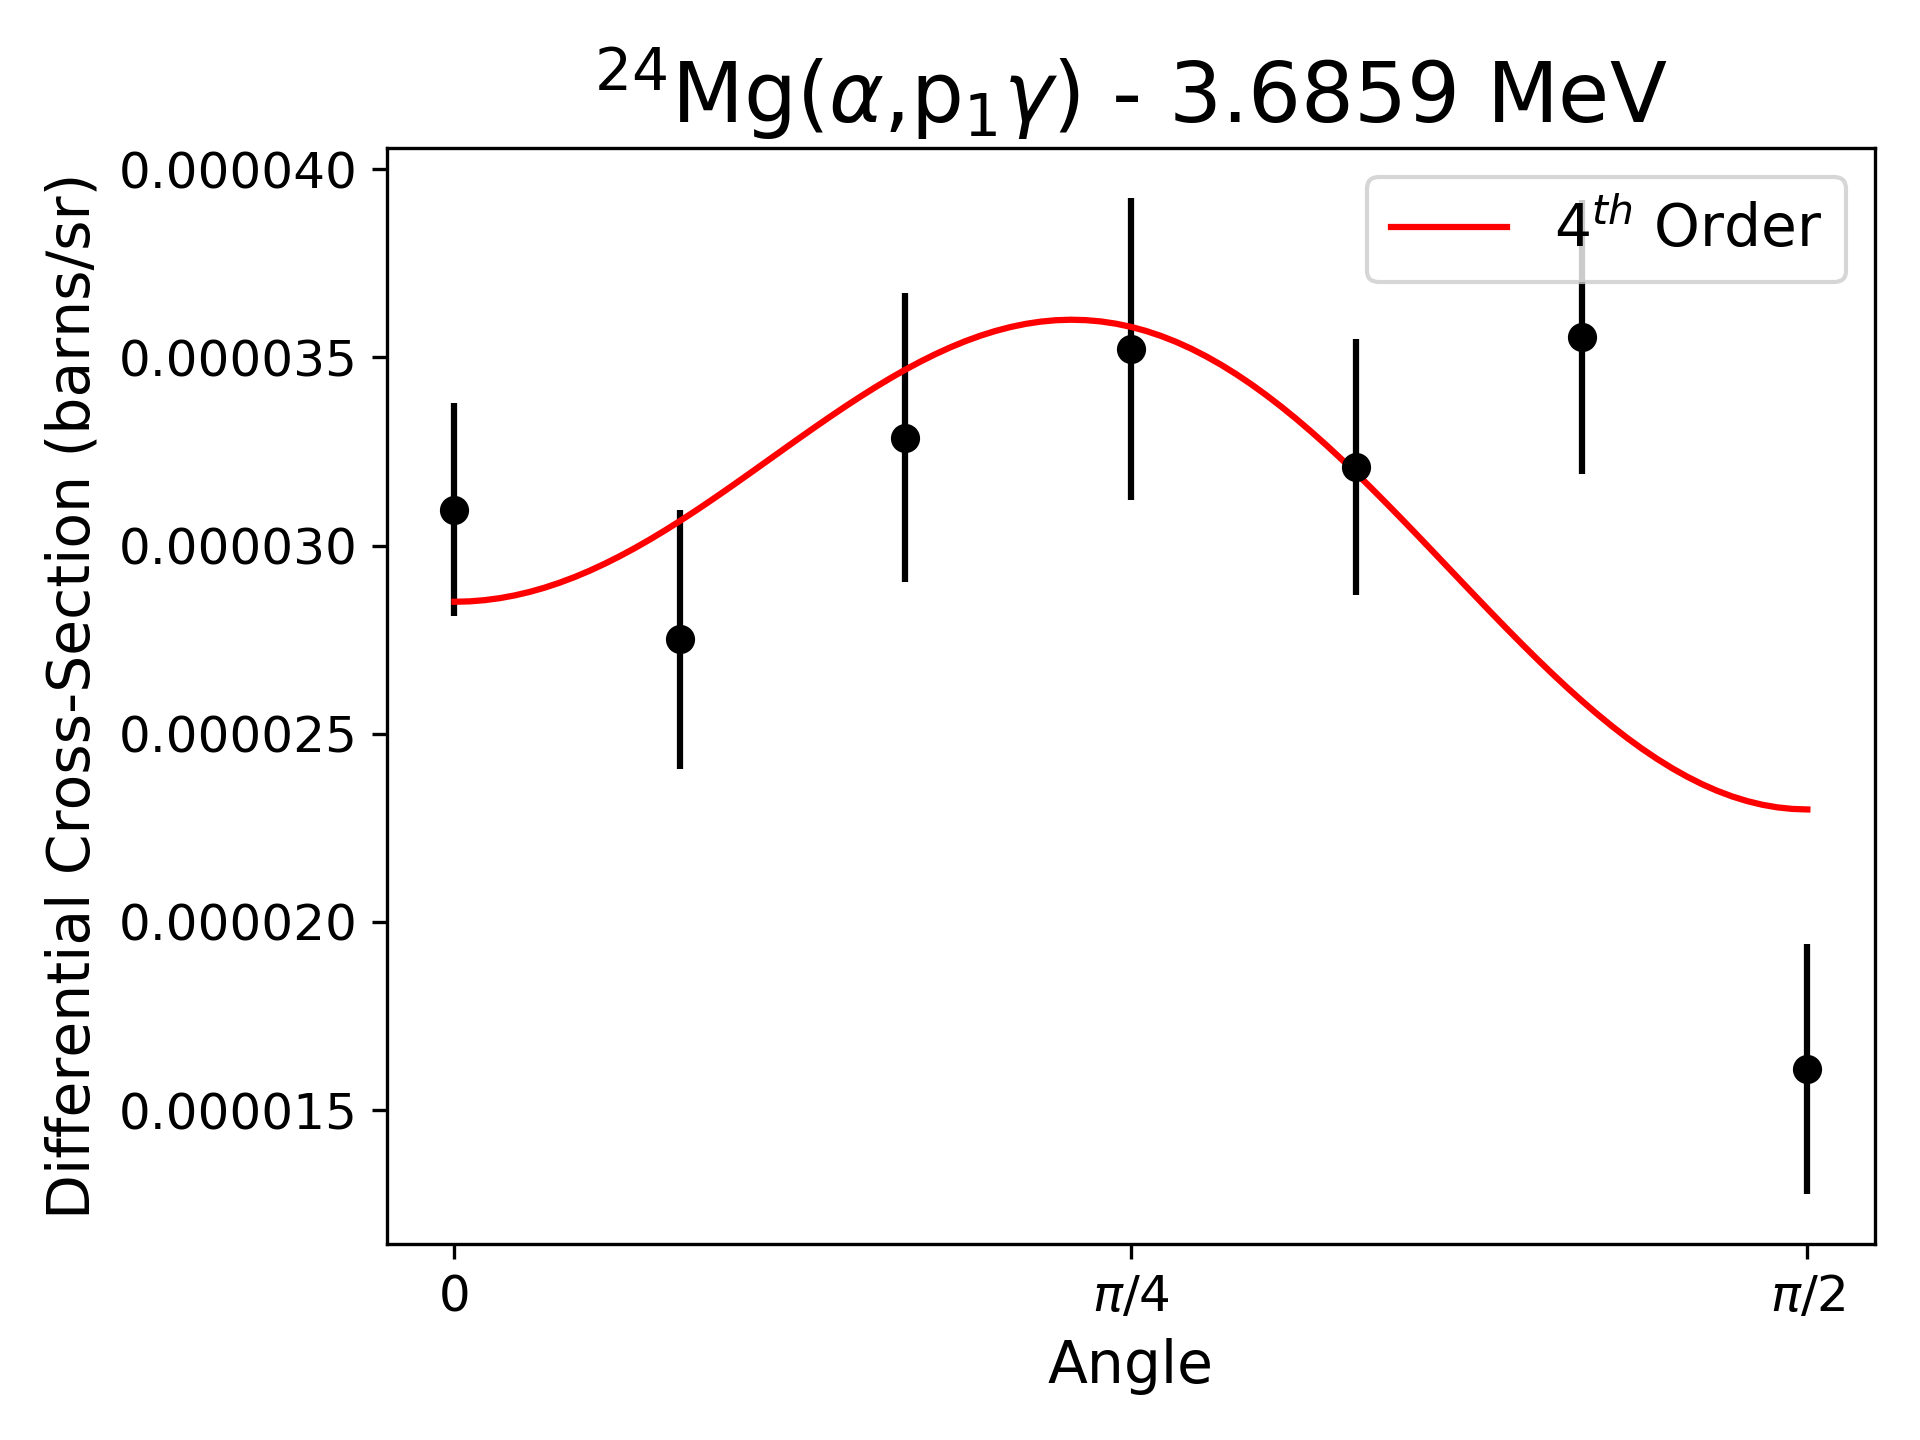 ²⁴Mg(α,p₁γ) - 3.6859 MeV
Differential Cross-Section (barns/sr)
0.000040
0.000035
0.000030
0.000025
0.000020
0.000015
4ᵗʰ Order
0
π/4
π/2
Angle